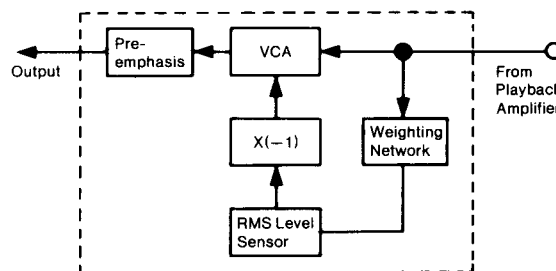 Pre-
emphasis
VCA
Output
From
Playback
Amplifier
X(−1)
Weighting
Network
RMS Level
Sensor